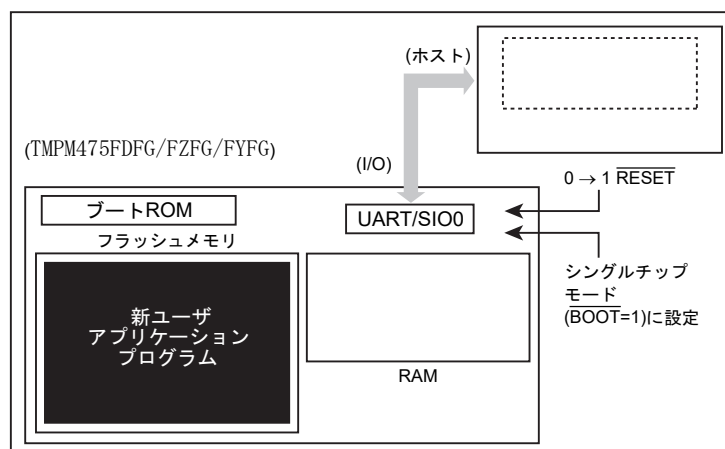 (ホスト)
(TMPM475FDFG/FZFG/FYFG)
(I/O)
0 → 1 RESET
ブートROM
UART/SIO0
フラッシュメモリ
シングルチップ
モード
(BOOT=1)に設定
新ユーザ
アプリケーション
プログラム
RAM